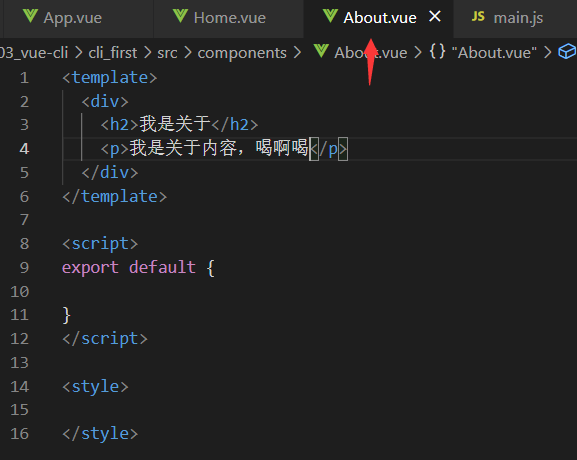 App.vue Home.vue About.vue × JS main.js
03_vue-cli > cli_first > src > components > About.vue > {} "About.vue" >
1 <template>
2 <div>
3 <h2>我是关于</h2>
4 <p>我是关于内容，喝啊喝</p>
5 </div>
6 </template>
7
8 <script>
9 export default {
10
11 }
12 </script>
13
14 <style>
15
16 </style>